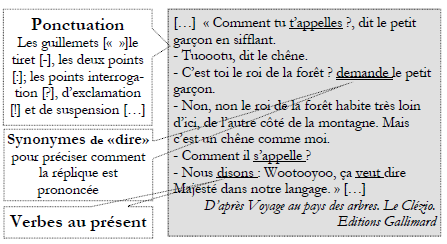 Ponctuation
Les guillemets [« »]le
tiret [-], les deux points
[:]; les points interroga-
tion [?], d'exclamation
[!] et de suspension […]
Synonymes de «dire»
pour préciser comment
la réplique est
prononcée
Verbes au présent
[…] « Comment tu t'appelles ?, dit le petit
garçon en sifflant.
- Tuoootu, dit le chêne.
- C'est toi le roi de la forêt ? demande le petit
garçon.
- Non, non le roi de la forêt habite très loin
d'ici, de l'autre côté de la montagne. Mais
c'est un chêne comme moi.
- Comment il s'appelle ?
- Nous disons : Wootooyoo, ça veut dire
Majesté dans notre langage. » […]
D'après Voyage au pays des arbres. Le Clézio.
Editions Gallimard